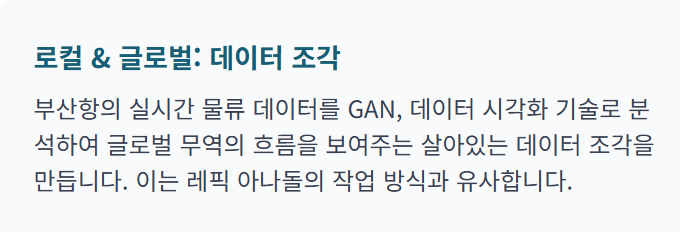 로컬 & 글로벌: 데이터 조각
부산항의 실시간 물류 데이터를 GAN, 데이터 시각화 기술로 분
석하여 글로벌 무역의 흐름을 보여주는 살아있는 데이터 조각을
만듭니다. 이는 레픽 아나돌의 작업 방식과 유사합니다.